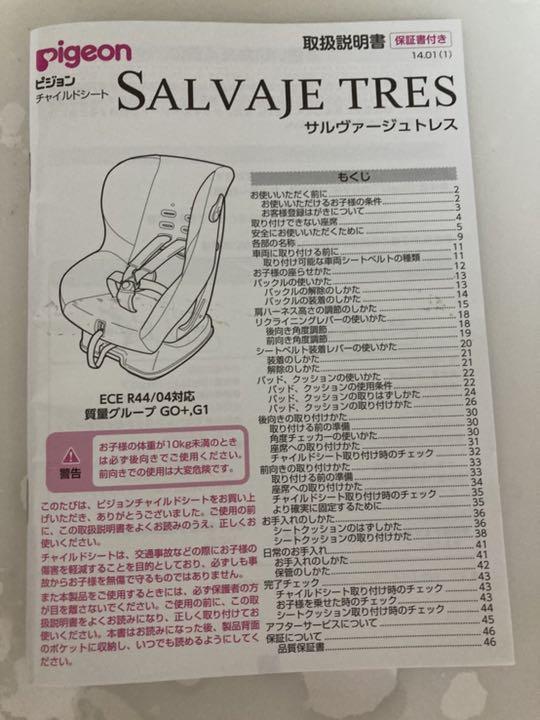 pigeon
ピジョン
チャイルドシート
取扱説明書 保証書付き
14.01(1)
SALVAJE TRES
サルヴァージュトレス
ECE R44/04対応
質量グループ GO+,G1
警告
お子様の体重が10kg未満のとき
は必ず後向きでご使用ください。
前向きでの使用は大変危険です。
このたびは、ピジョンチャイルドシートをお買い上
げいただき、ありがとうございました。ご使用の前
に、この取扱説明書をよくお読みのうえ、正しくお
使いください。
チャイルドシートは、交通事故などの際にお子様の
傷害を軽減することを目的としており、必ずしも事
故からお子様を無傷で守るものではありません。
また本製品をご使用するときには、必ず保護者の方
が目を離さないでください。ご使用の前に、この取
扱説明書をよくお読みになり、正しく取り付けてお
使いください。本書はお読みになった後、製品背面
のポケットに収納し、いつでも読めるようにしてく
ださい。
もくじ
お使いいただく前に 2
お使いいただけるお子様の条件 2
お客様登録はがきについて 3
取り付けできない座席 4
安全にお使いいただくために 5
各部の名称 9
車両に取り付ける前に 11
取り付け可能な車両シートベルトの種類 11
お子様の座らせかた 12
バックルの使いかた 13
バックルの解除のしかた 13
バックルの装着のしかた 14
肩ハーネス高さの調節のしかた 15
リクライニングレバーの使いかた 18
後向き角度調節 18
前向き角度調節 19
シートベルト装着レバーの使いかた 20
装着のしかた 21
解除のしかた 21
パッド、クッションの使いかた 22
パッド、クッションの使用条件 22
パッド、クッションの取りはずしかた 24
パッド、クッションの取り付けかた 26
後向きの取り付けかた 30
取り付ける前の準備 30
角度チェッカーの使いかた 30
座席への取り付けかた 31
チャイルドシート取り付け時のチェック 32
前向きの取り付けかた 33
取り付ける前の準備 33
座席への取り付けかた 34
チャイルドシート取り付け時のチェック 35
より確実に固定するために 35
お手入れのしかた 36
シートクッションのはずしかた 36
シートクッションの取り付けかた 38
日常のお手入れ 41
お手入れのしかた 41
保管のしかた 42
完了チェック 43
チャイルドシート取り付け時のチェック 43
お子様を乗せた時のチェック 43
シートクッション取り付け時のチェック 44
アフターサービスについて 45
保証について 46
品質保証書 46